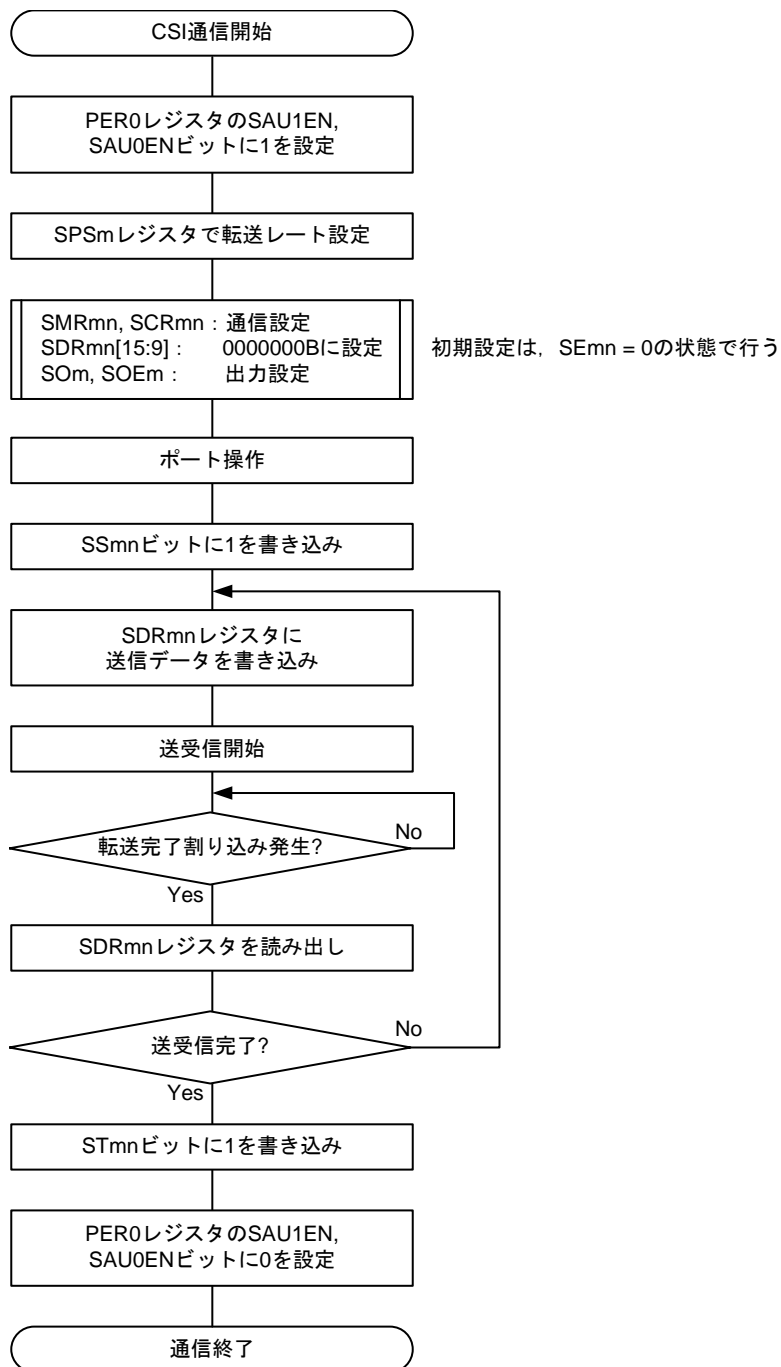 CSI通信開始
PER0レジスタのSAU1EN,
SAU0ENビットに1を設定
SPSmレジスタで転送レート設定
SMRmn, SCRmn：通信設定
SDRmn[15:9]： 0000000Bに設定
SOm, SOEm： 出力設定
初期設定は，SEmn = 0の状態で行う
ポート操作
SSmnビットに1を書き込み
SDRmnレジスタに
送信データを書き込み
送受信開始
転送完了割り込み発生?
No
Yes
SDRmnレジスタを読み出し
送受信完了?
No
Yes
STmnビットに1を書き込み
PER0レジスタのSAU1EN,
SAU0ENビットに0を設定
通信終了